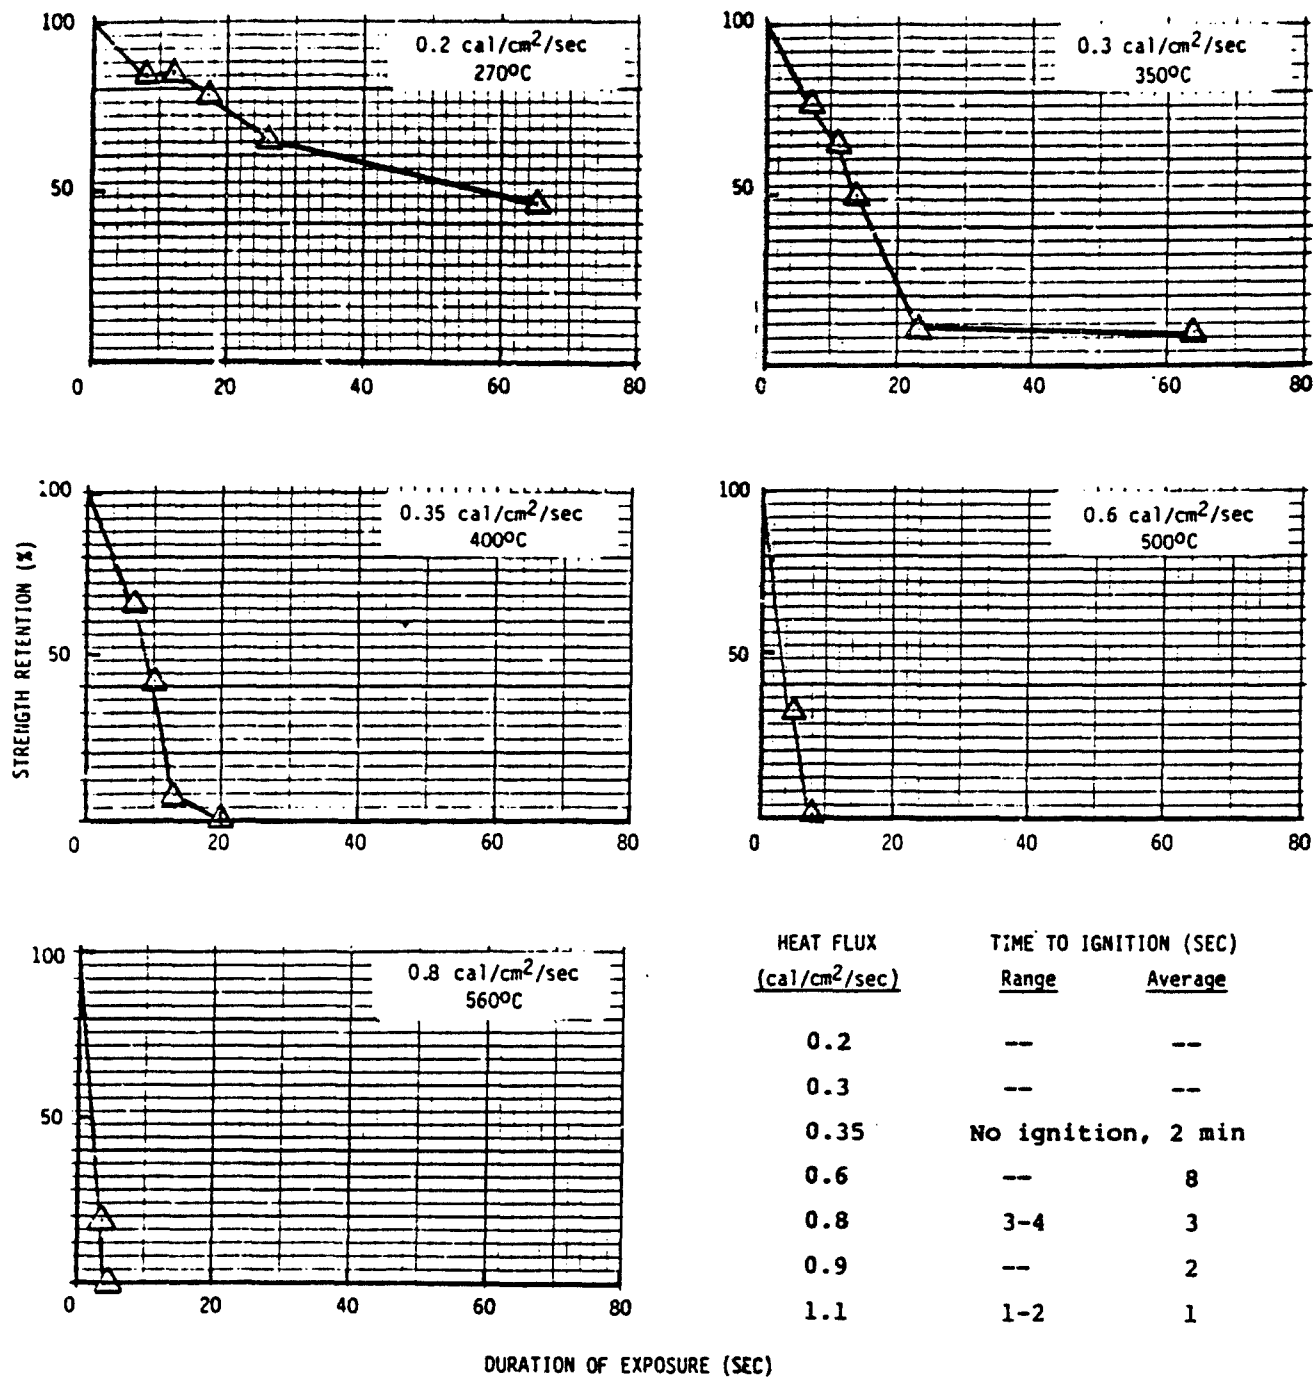 100
50
0 20 40 60 80
0.2 cal/cm²/sec
270ºC
100
50
0 20 40 60 80
0.3 cal/cm²/sec
350ºC
STRENGTH RETENTION (%)
100
50
0 20 40 60 80
0.35 cal/cm²/sec
400ºC
100
50
0 20 40 60 80
0.6 cal/cm²/sec
500ºC
100
50
0 20 40 60 80
0.8 cal/cm²/sec
560ºC
HEAT FLUX TIME TO IGNITION (SEC)
(cal/cm²/sec) Range Average
0.2 -- --
0.3 -- --
0.35 No ignition, 2 min
0.6 -- 8
0.8 3-4 3
0.9 -- 2
1.1 1-2 1
DURATION OF EXPOSURE (SEC)